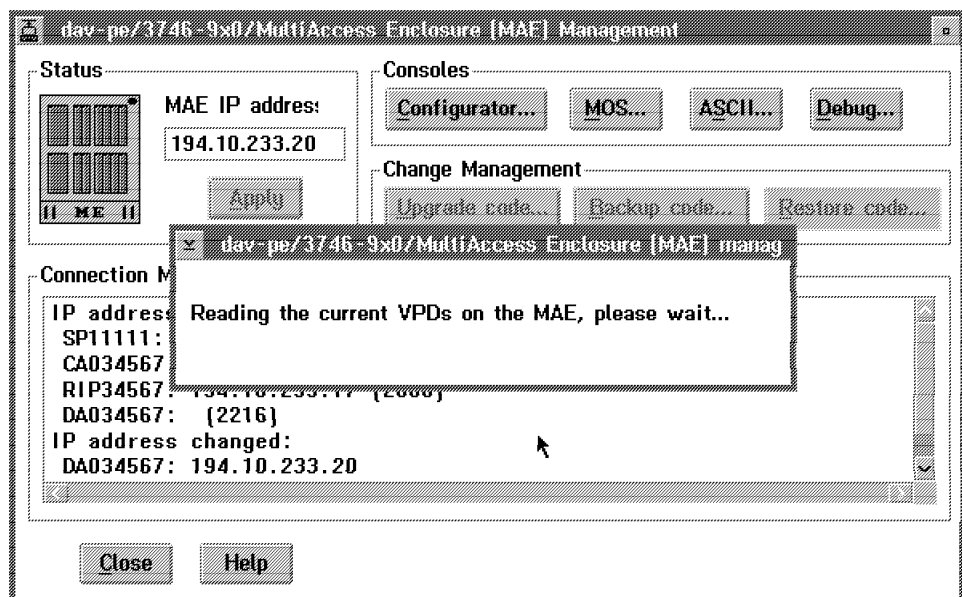 dav-pe/3746-9x0/MultiAccess Enclosure (MAE) Management
Status
MAE IP address
194.10.233.20
Apply
ME
Consoles
Configurator...
MOS...
ASCII...
Debug...
Change Management
Upgrade code...
Backup code...
Restore code...
dav-pe/3746-9x0/MultiAccess Enclosure (MAE) manag
Reading the current VPDs on the MAE, please wait...
Connection M
IP address
SP11111:
CA034567
RIP34567:
DA034567: (2216)
IP address changed:
DA034567: 194.10.233.20
Close
Help